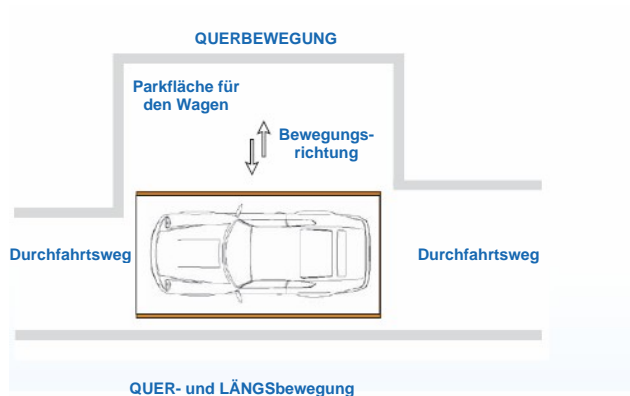 QUERBEWEGUNG
Parkfläche für
den Wagen
Bewegungs-
richtung
Durchfahrtsweg
Durchfahrtsweg
QUER- und LÄNGSbewegung